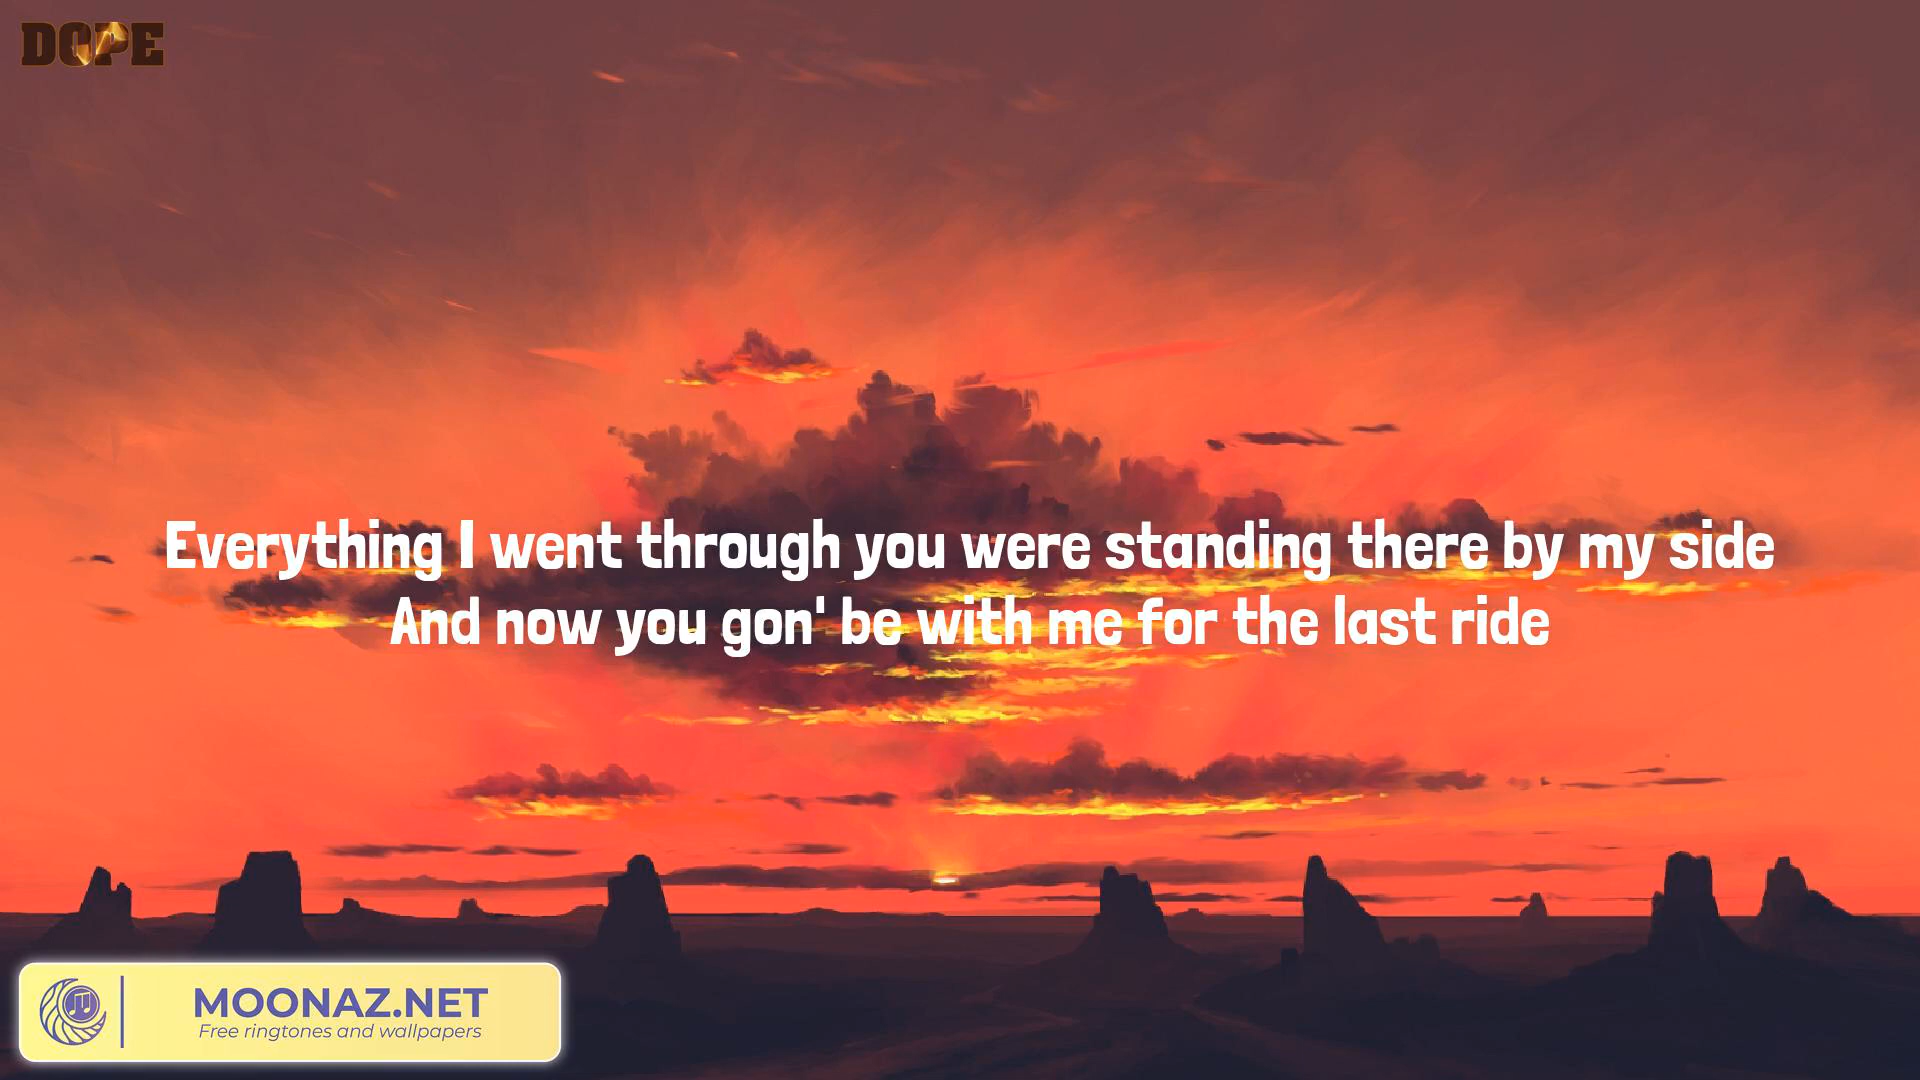 DOPE
Everything I went through you were standing there by my side
And now you gon' be with me for the last ride
MOONAZ.NET
Free ringtones and wallpapers